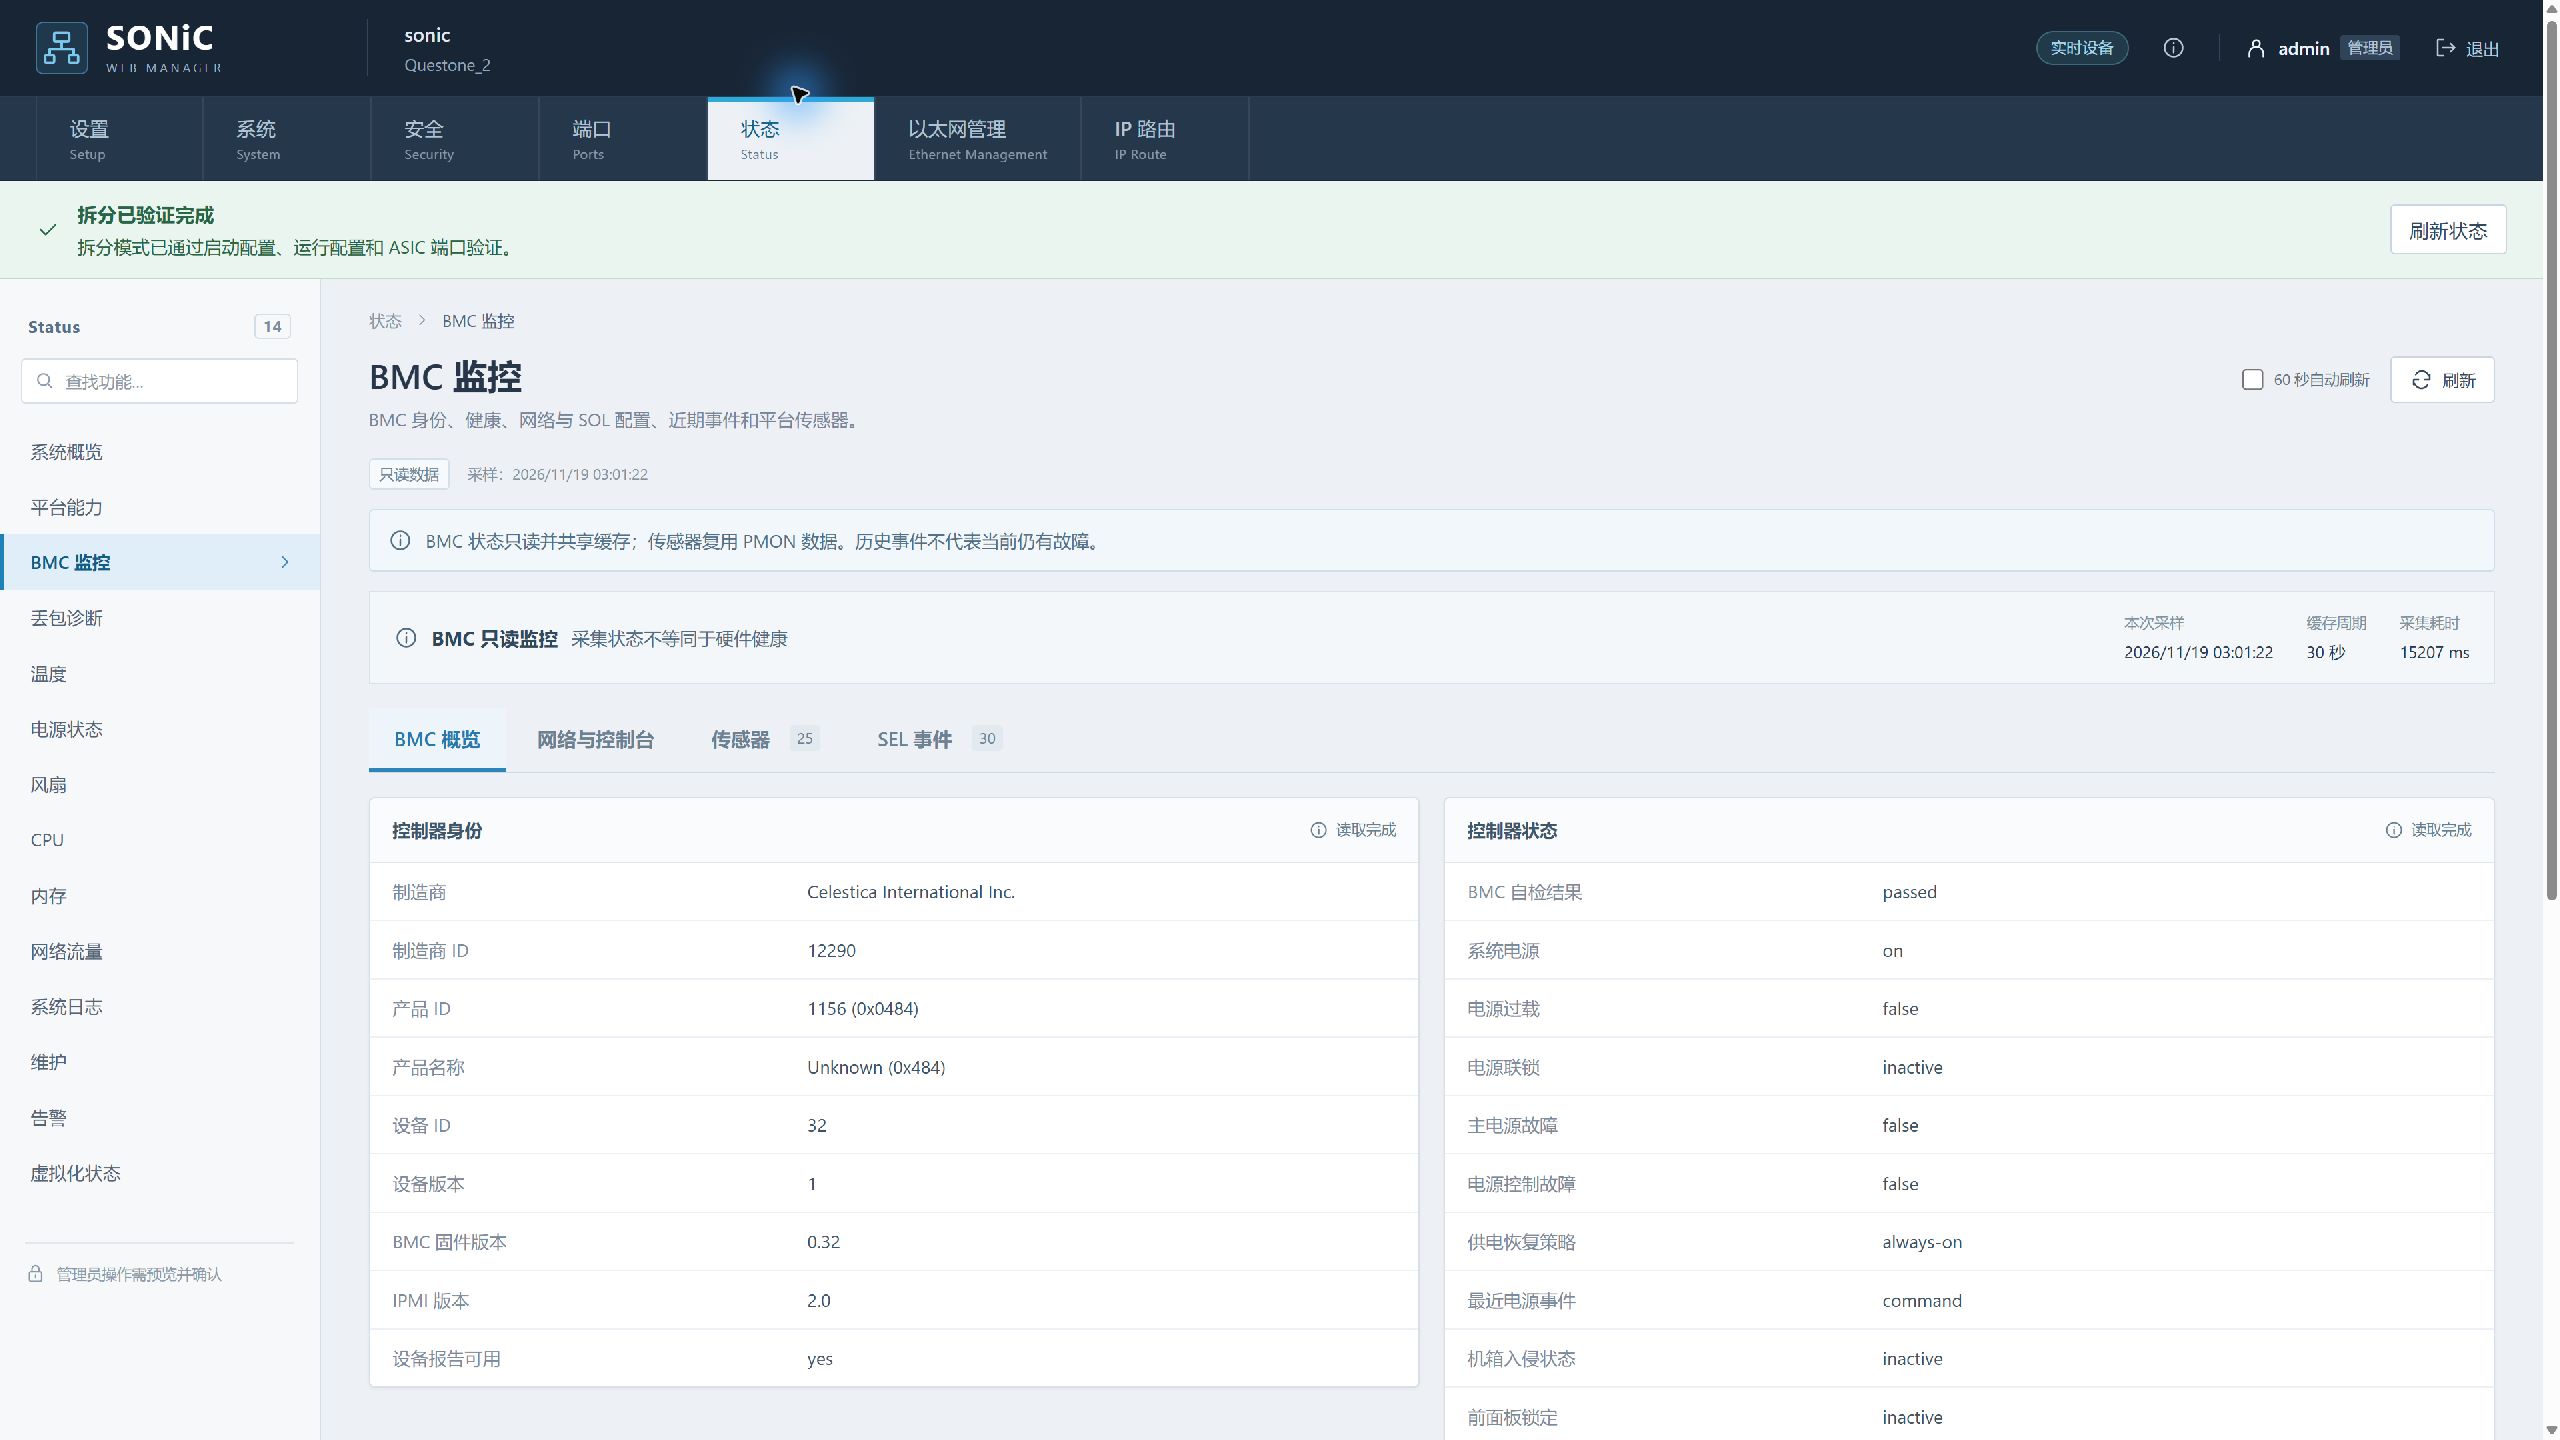 SONiC
WEB MANAGER
sonic
Questone_2
实时设备
admin 管理员
退出
设置
Setup
系统
System
安全
Security
端口
Ports
状态
Status
以太网管理
Ethernet Management
IP 路由
IP Route
拆分已验证完成
拆分模式已通过启动配置、运行配置和 ASIC 端口验证。
刷新状态
Status 14
查找功能...
系统概览
平台能力
BMC 监控
丢包诊断
温度
电源状态
风扇
CPU
内存
网络流量
系统日志
维护
告警
虚拟化状态
管理员操作需预览并确认
状态 > BMC 监控
BMC 监控
60 秒自动刷新
刷新
BMC 身份、健康、网络与 SOL 配置、近期事件和平台传感器。
只读数据 采样：2026/11/19 03:01:22
BMC 状态只读并共享缓存；传感器复用 PMON 数据。历史事件不代表当前仍有故障。
BMC 只读监控 采集状态不等同于硬件健康
本次采样 缓存周期 采集耗时
2026/11/19 03:01:22 30 秒 15207 ms
BMC 概览 网络与控制台 传感器 25 SEL 事件 30
控制器身份 读取完成
制造商 Celestica International Inc.
制造商 ID 12290
产品 ID 1156 (0x0484)
产品名称 Unknown (0x484)
设备 ID 32
设备版本 1
BMC 固件版本 0.32
IPMI 版本 2.0
设备报告可用 yes
控制器状态 读取完成
BMC 自检结果 passed
系统电源 on
电源过载 false
电源联锁 inactive
主电源故障 false
电源控制故障 false
供电恢复策略 always-on
最近电源事件 command
机箱入侵状态 inactive
前面板锁定 inactive